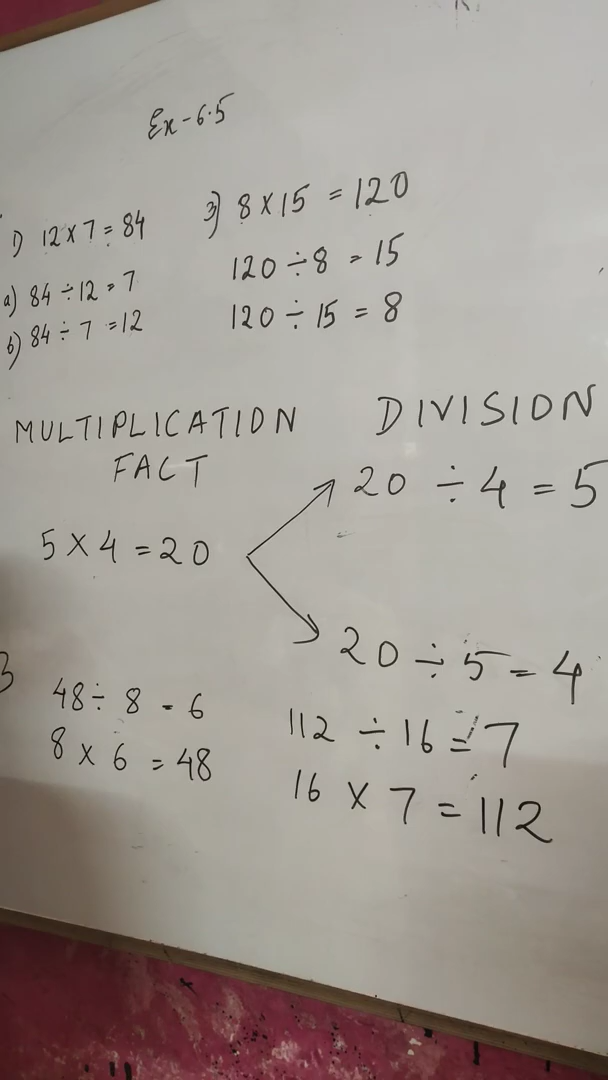 Ex-6.5
1) 12 × 7 = 84
a) 84 ÷ 12 = 7
b) 84 ÷ 7 = 12
3) 8 × 15 = 120
120 ÷ 8 = 15
120 ÷ 15 = 8
MULTIPLICATION
FACT
5 × 4 = 20
DIVISION
20 ÷ 4 = 5
20 ÷ 5 = 4
48 ÷ 8 = 6
8 × 6 = 48
112 ÷ 16 = 7
16 × 7 = 112